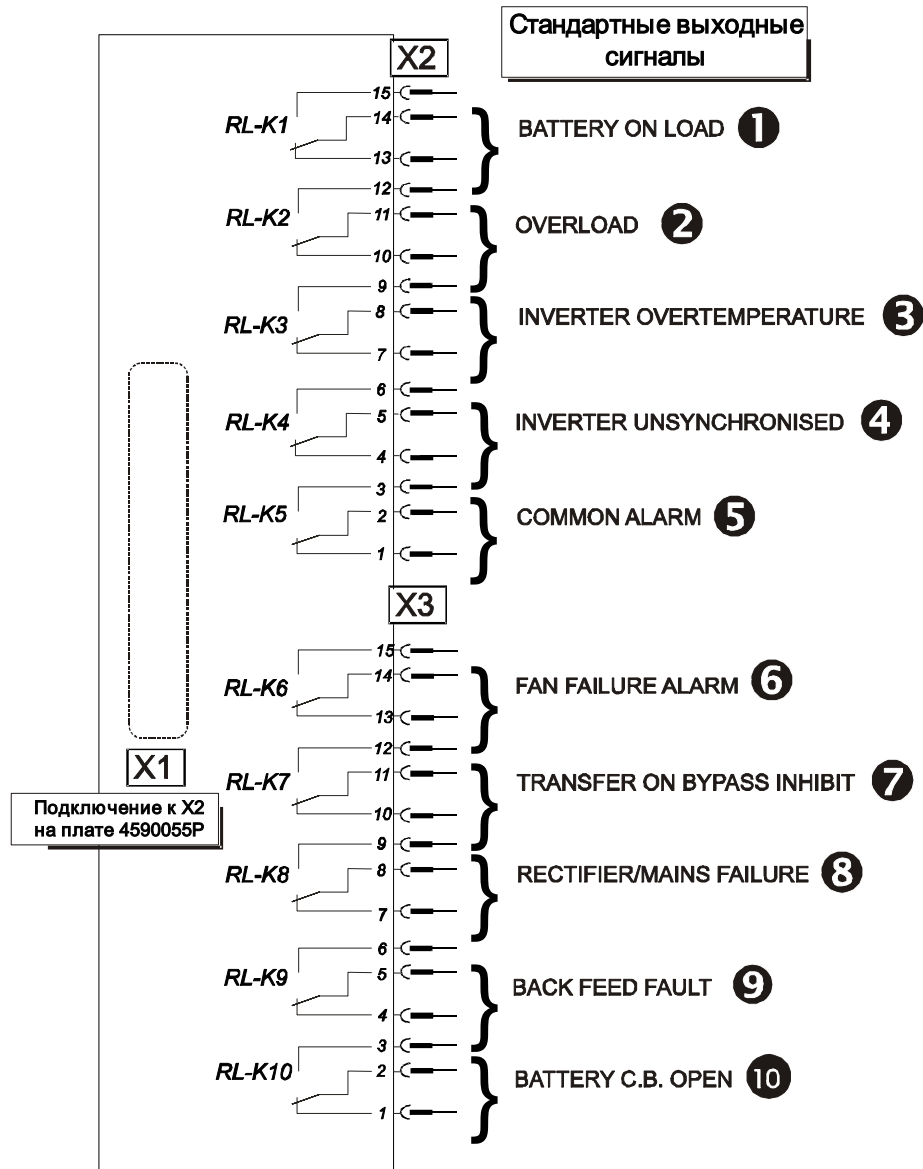 Стандартные выходные
сигналы
X2
15
RL-K1
14
BATTERY ON LOAD 1
13
12
RL-K2
11
OVERLOAD 2
10
9
RL-K3
8
INVERTER OVERTEMPERATURE 3
7
6
RL-K4
5
INVERTER UNSYNCHRONISED 4
4
3
RL-K5
2
COMMON ALARM 5
1
X3
15
RL-K6
14
FAN FAILURE ALARM 6
13
12
X1
RL-K7
11
TRANSFER ON BYPASS INHIBIT 7
10
Подключение к X2
на плате 4590055P
9
RL-K8
8
RECTIFIER/MAINS FAILURE 8
7
6
RL-K9
5
BACK FEED FAULT 9
4
3
RL-K10
2
BATTERY C.B. OPEN 10
1